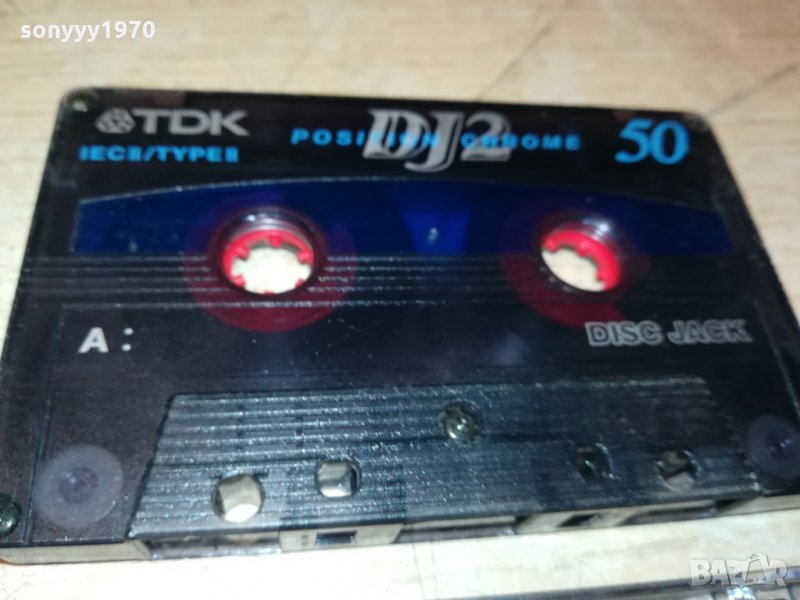 sonyyy1970
TDK DJ2 50
POSITION CHROME
IECII/TYPEII
A:
DISC JACK
BAZAR